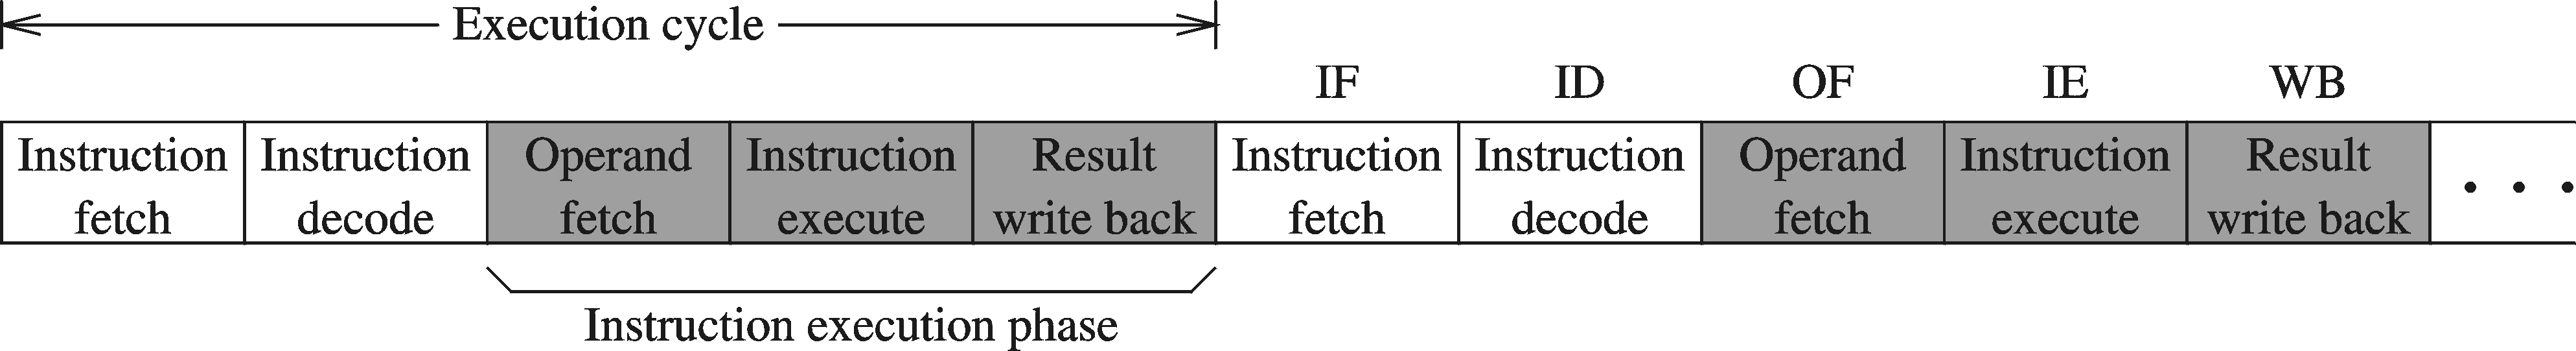 Execution cycle
IF ID OF IE WB
Instruction Instruction Operand Instruction Result Instruction Instruction Operand Instruction Result
fetch decode fetch execute write back fetch decode fetch execute write back . . .
Instruction execution phase